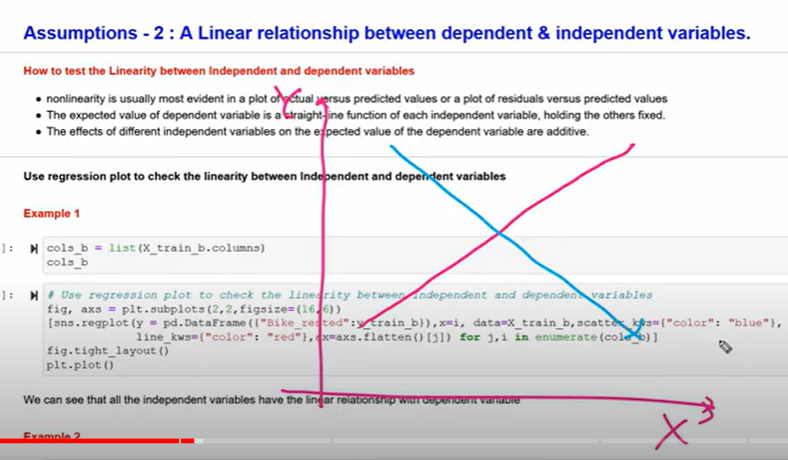 Assumptions - 2 : A Linear relationship between dependent & independent variables.
How to test the Linearity between Independent and dependent variables
• nonlinearity is usually most evident in a plot of actual versus predicted values or a plot of residuals versus predicted values
• The expected value of dependent variable is a straight-line function of each independent variable, holding the others fixed.
• The effects of different independent variables on the expected value of the dependent variable are additive.
Y
Use regression plot to check the linearity between Independent and dependent variables
Example 1
]: cols_b = list(X_train_b.columns)
cols_b
]: # Use regression plot to check the linearity between independent and dependent variables
fig, axs = plt.subplots(2,2,figsize=(16,6))
[sns.regplot(y = pd.DataFrame({"Bike_rented":y_train_b}),x=i, data=X_train_b,scatter_kws={"color": "blue"},
line_kws={"color": "red"},ax=axs.flatten()[j]) for j,i in enumerate(cols_b)]
fig.tight_layout()
plt.plot()
We can see that all the independent variables have the linear relationship with dependent variable
X
Example 2